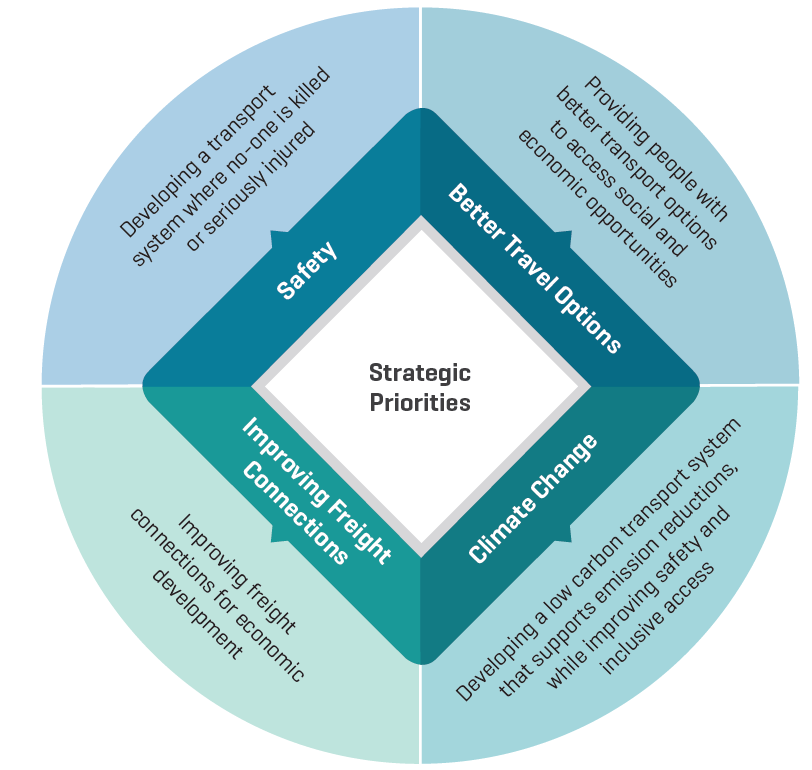 Strategic
Priorities
Safety
Developing a transport
system where no-one is killed
or seriously injured
Better Travel Options
Providing people with
better transport options
to access social and
economic opportunities
Improving Freight
Connections
Improving freight
connections for economic
development
Climate Change
Developing a low carbon transport system
that supports emission reductions,
while improving safety and
inclusive access